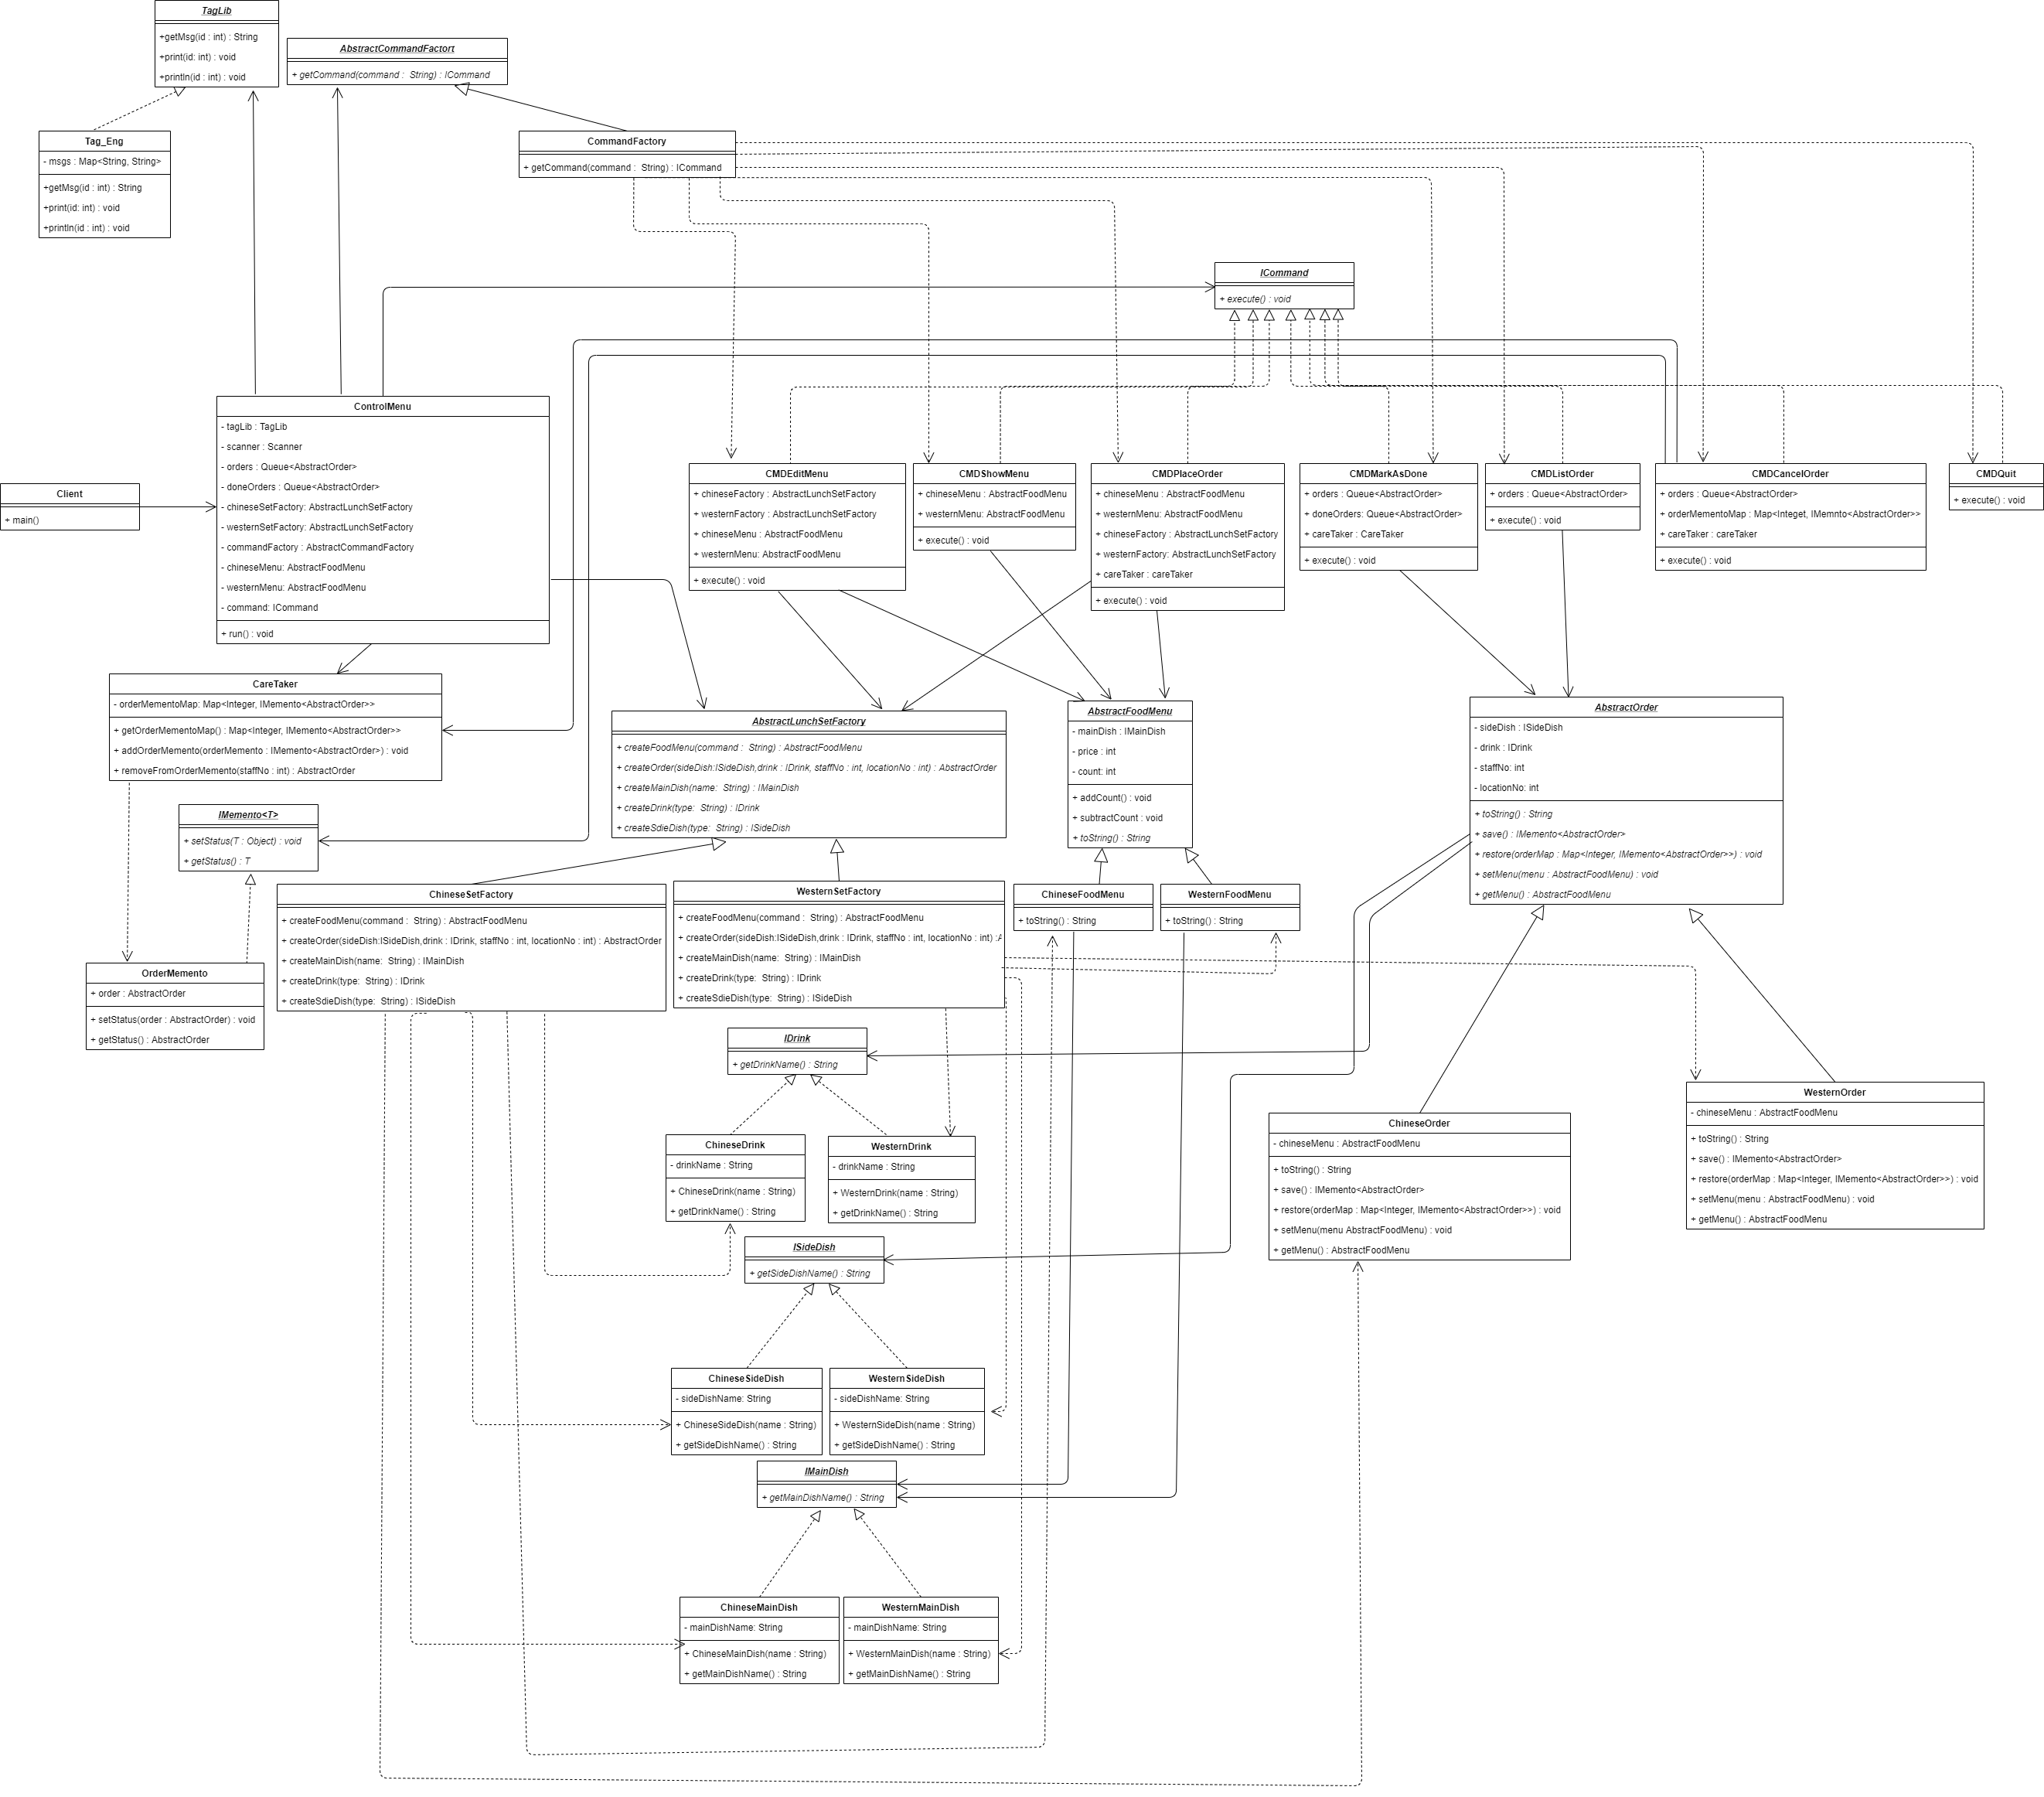 TagLib
+getMsg(id : int) : String
+print(id: int) : void
+println(id : int) : void
AbstractCommandFactort
+ getCommand(command :  String) : ICommand
Tag_Eng
- msgs : Map<String, String>
+getMsg(id : int) : String
+print(id: int) : void
+println(id : int) : void
CommandFactory
+ getCommand(command :  String) : ICommand
ICommand
+ execute() : void
Client
+ main()
ControlMenu
- tagLib : TagLib
- scanner : Scanner
- orders : Queue<AbstractOrder>
- doneOrders : Queue<AbstractOrder>
- chineseSetFactory: AbstractLunchSetFactory
- westernSetFactory: AbstractLunchSetFactory
- commandFactory : AbstractCommandFactory
- chineseMenu: AbstractFoodMenu
- westernMenu: AbstractFoodMenu
- command: ICommand
+ run() : void
CMDEditMenu
+ chineseFactory : AbstractLunchSetFactory
+ westernFactory : AbstractLunchSetFactory
+ chineseMenu : AbstractFoodMenu
+ westernMenu: AbstractFoodMenu
+ execute() : void
CMDShowMenu
+ chineseMenu : AbstractFoodMenu
+ westernMenu: AbstractFoodMenu
+ execute() : void
CMDPlaceOrder
+ chineseMenu : AbstractFoodMenu
+ westernMenu: AbstractFoodMenu
+ chineseFactory : AbstractLunchSetFactory
+ westernFactory: AbstractLunchSetFactory
+ careTaker : careTaker
+ execute() : void
CMDMarkAsDone
+ orders : Queue<AbstractOrder>
+ doneOrders: Queue<AbstractOrder>
+ careTaker : CareTaker
+ execute() : void
CMDListOrder
+ orders : Queue<AbstractOrder>
+ execute() : void
CMDCancelOrder
+ orders : Queue<AbstractOrder>
+ orderMementoMap : Map<Integet, IMemnto<AbstractOrder>>
+ careTaker : careTaker
+ execute() : void
CMDQuit
+ execute() : void
CareTaker
- orderMementoMap: Map<Integer, IMemento<AbstractOrder>>
+ getOrderMementoMap() : Map<Integer, IMemento<AbstractOrder>>
+ addOrderMemento(orderMemento : IMemento<AbstractOrder>) : void
+ removeFromOrderMemento(staffNo : int) : AbstractOrder
IMemento<T>
+ setStatus(T : Object) : void
+ getStatus() : T
OrderMemento
+ order : AbstractOrder
+ setStatus(order : AbstractOrder) : void
+ getStatus() : AbstractOrder
AbstractLunchSetFactory
+ createFoodMenu(command :  String) : AbstractFoodMenu
+ createOrder(sideDish:ISideDish,drink : IDrink, staffNo : int, locationNo : int) : AbstractOrder
+ createMainDish(name:  String) : IMainDish
+ createDrink(type:  String) : IDrink
+ createSdieDish(type:  String) : ISideDish
AbstractFoodMenu
- mainDish : IMainDish
- price : int
- count: int
+ addCount() : void
+ subtractCount : void
+ toString() : String
AbstractOrder
- sideDish : ISideDish
- drink : IDrink
- staffNo: int
- locationNo: int
+ toString() : String
+ save() : IMemento<AbstractOrder>
+ restore(orderMap : Map<Integer, IMemento<AbstractOrder>>) : void
+ setMenu(menu : AbstractFoodMenu) : void
+ getMenu() : AbstractFoodMenu
ChineseSetFactory
+ createFoodMenu(command :  String) : AbstractFoodMenu
+ createOrder(sideDish:ISideDish,drink : IDrink, staffNo : int, locationNo : int) : AbstractOrder
+ createMainDish(name:  String) : IMainDish
+ createDrink(type:  String) : IDrink
+ createSdieDish(type:  String) : ISideDish
WesternSetFactory
+ createFoodMenu(command :  String) : AbstractFoodMenu
+ createOrder(sideDish:ISideDish,drink : IDrink, staffNo : int, locationNo : int) :
+ createMainDish(name:  String) : IMainDish
+ createDrink(type:  String) : IDrink
+ createSdieDish(type:  String) : ISideDish
ChineseFoodMenu
+ toString() : String
WesternFoodMenu
+ toString() : String
IDrink
+ getDrinkName() : String
ChineseDrink
- drinkName : String
+ ChineseDrink(name : String)
+ getDrinkName() : String
WesternDrink
- drinkName : String
+ WesternDrink(name : String)
+ getDrinkName() : String
ChineseOrder
- chineseMenu : AbstractFoodMenu
+ toString() : String
+ save() : IMemento<AbstractOrder>
+ restore(orderMap : Map<Integer, IMemento<AbstractOrder>>) : void
+ setMenu(menu AbstractFoodMenu) : void
+ getMenu() : AbstractFoodMenu
WesternOrder
- chineseMenu : AbstractFoodMenu
+ toString() : String
+ save() : IMemento<AbstractOrder>
+ restore(orderMap : Map<Integer, IMemento<AbstractOrder>>) : void
+ setMenu(menu : AbstractFoodMenu) : void
+ getMenu() : AbstractFoodMenu
ISideDish
+ getSideDishName() : String
ChineseSideDish
- sideDishName: String
+ ChineseSideDish(name : String)
+ getSideDishName() : String
WesternSideDish
- sideDishName: String
+ WesternSideDish(name : String)
+ getSideDishName() : String
IMainDish
+ getMainDishName() : String
ChineseMainDish
- mainDishName: String
+ ChineseMainDish(name : String)
+ getMainDishName() : String
WesternMainDish
- mainDishName: String
+ WesternMainDish(name : String)
+ getMainDishName() : String